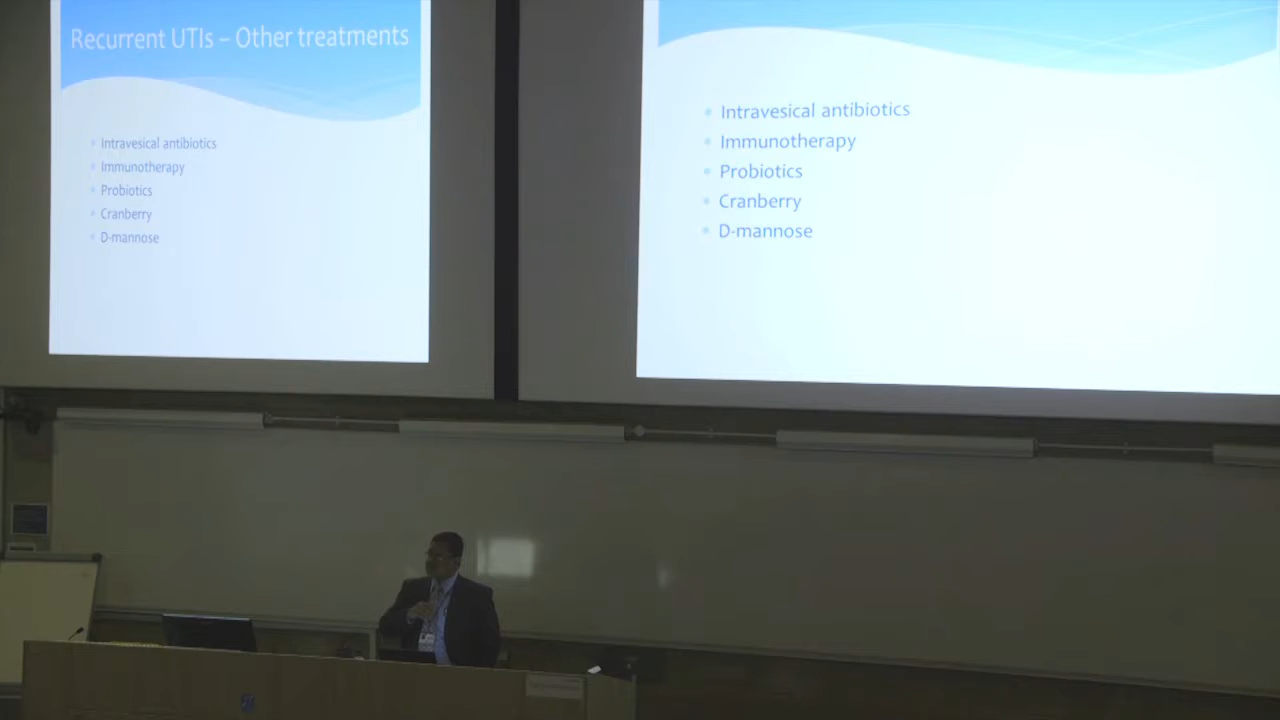 Recurrent UTIs – Other treatments
Intravesical antibiotics
Immunotherapy
Probiotics
Cranberry
D-mannose
Intravesical antibiotics
Immunotherapy
Probiotics
Cranberry
D-mannose